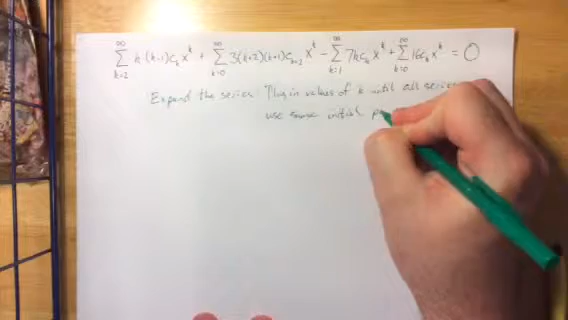 ∞ ∑ k=2 k·(k-1)c_k x^k + ∞ ∑ k=0 3(k+2)(k+1)c_{k+2} x^k - ∞ ∑ k=1 7kc_k x^k + ∞ ∑ k=0 16c_k x^k = 0
Expand the series. Plug in values of k until all series
use same initial